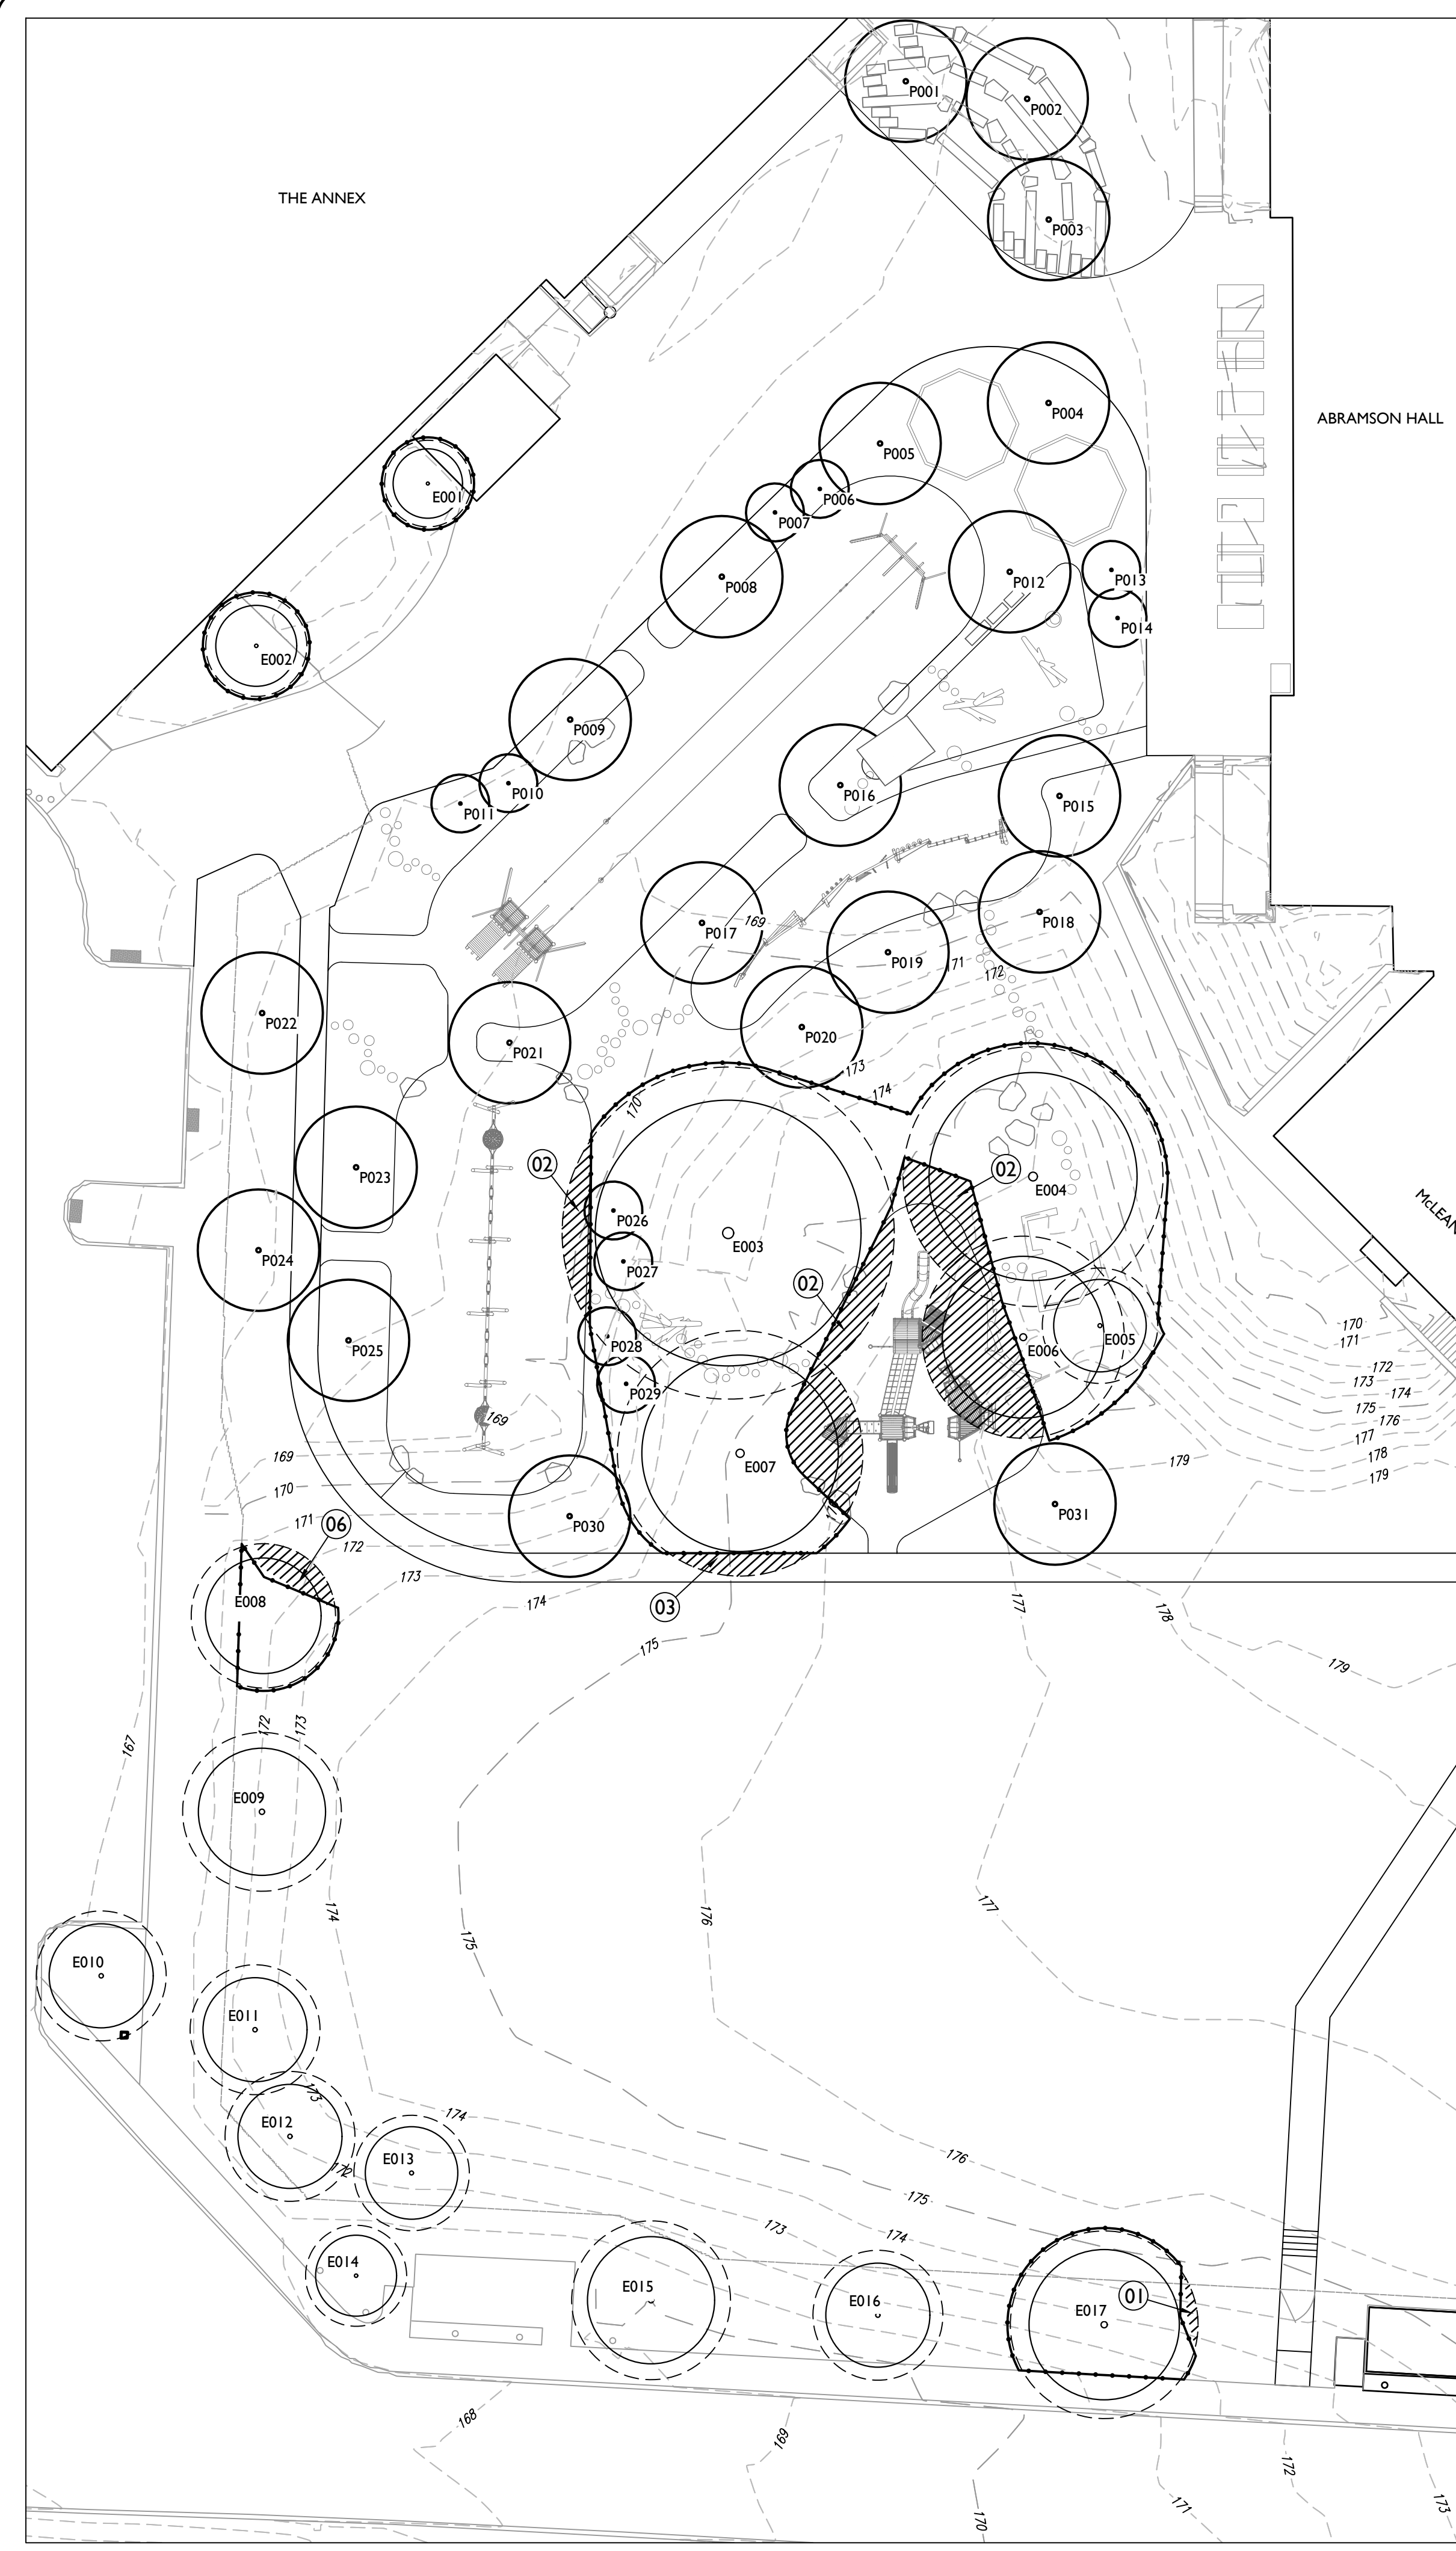 P001
P002
THE ANNEX
P003
P004
ABRAMSON HALL
P005
E001
P006
P007
P008
P012
P013
P014
E002
P009
P010
P011
P016
P015
P017
169
P018
P019
171
172
P022
P021
P020
173
174
170
02
02
P023
E004
P026
E003
P024
P027
02
McLEAN
P028
E006
E005
P025
P029
170
171
172
173
174
175
176
177
178
179
169
169
E007
179
170
P031
171
06
P030
172
173
E008
174
03
177
178
175
179
172
173
167
E009
174
176
177
175
E010
E011
173
174
E012
172
E013
176
175
173
174
E014
E015
E016
E017
01
168
169
170
171
172
173